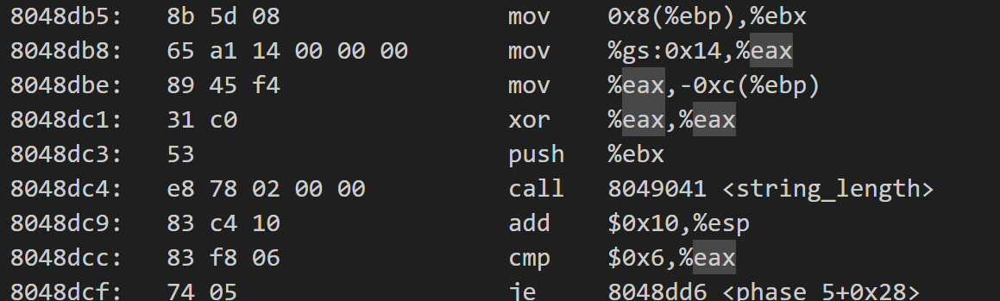 8048db5: 8b 5d 08 mov 0x8(%ebp),%ebx
8048db8: 65 a1 14 00 00 00 mov %gs:0x14,%eax
8048dbe: 89 45 f4 mov %eax,-0xc(%ebp)
8048dc1: 31 c0 xor %eax,%eax
8048dc3: 53 push %ebx
8048dc4: e8 78 02 00 00 call 8049041 <string_length>
8048dc9: 83 c4 10 add $0x10,%esp
8048dcc: 83 f8 06 cmp $0x6,%eax
8048dcf: 74 05 je 8048dd6 <phase_5+0x28>